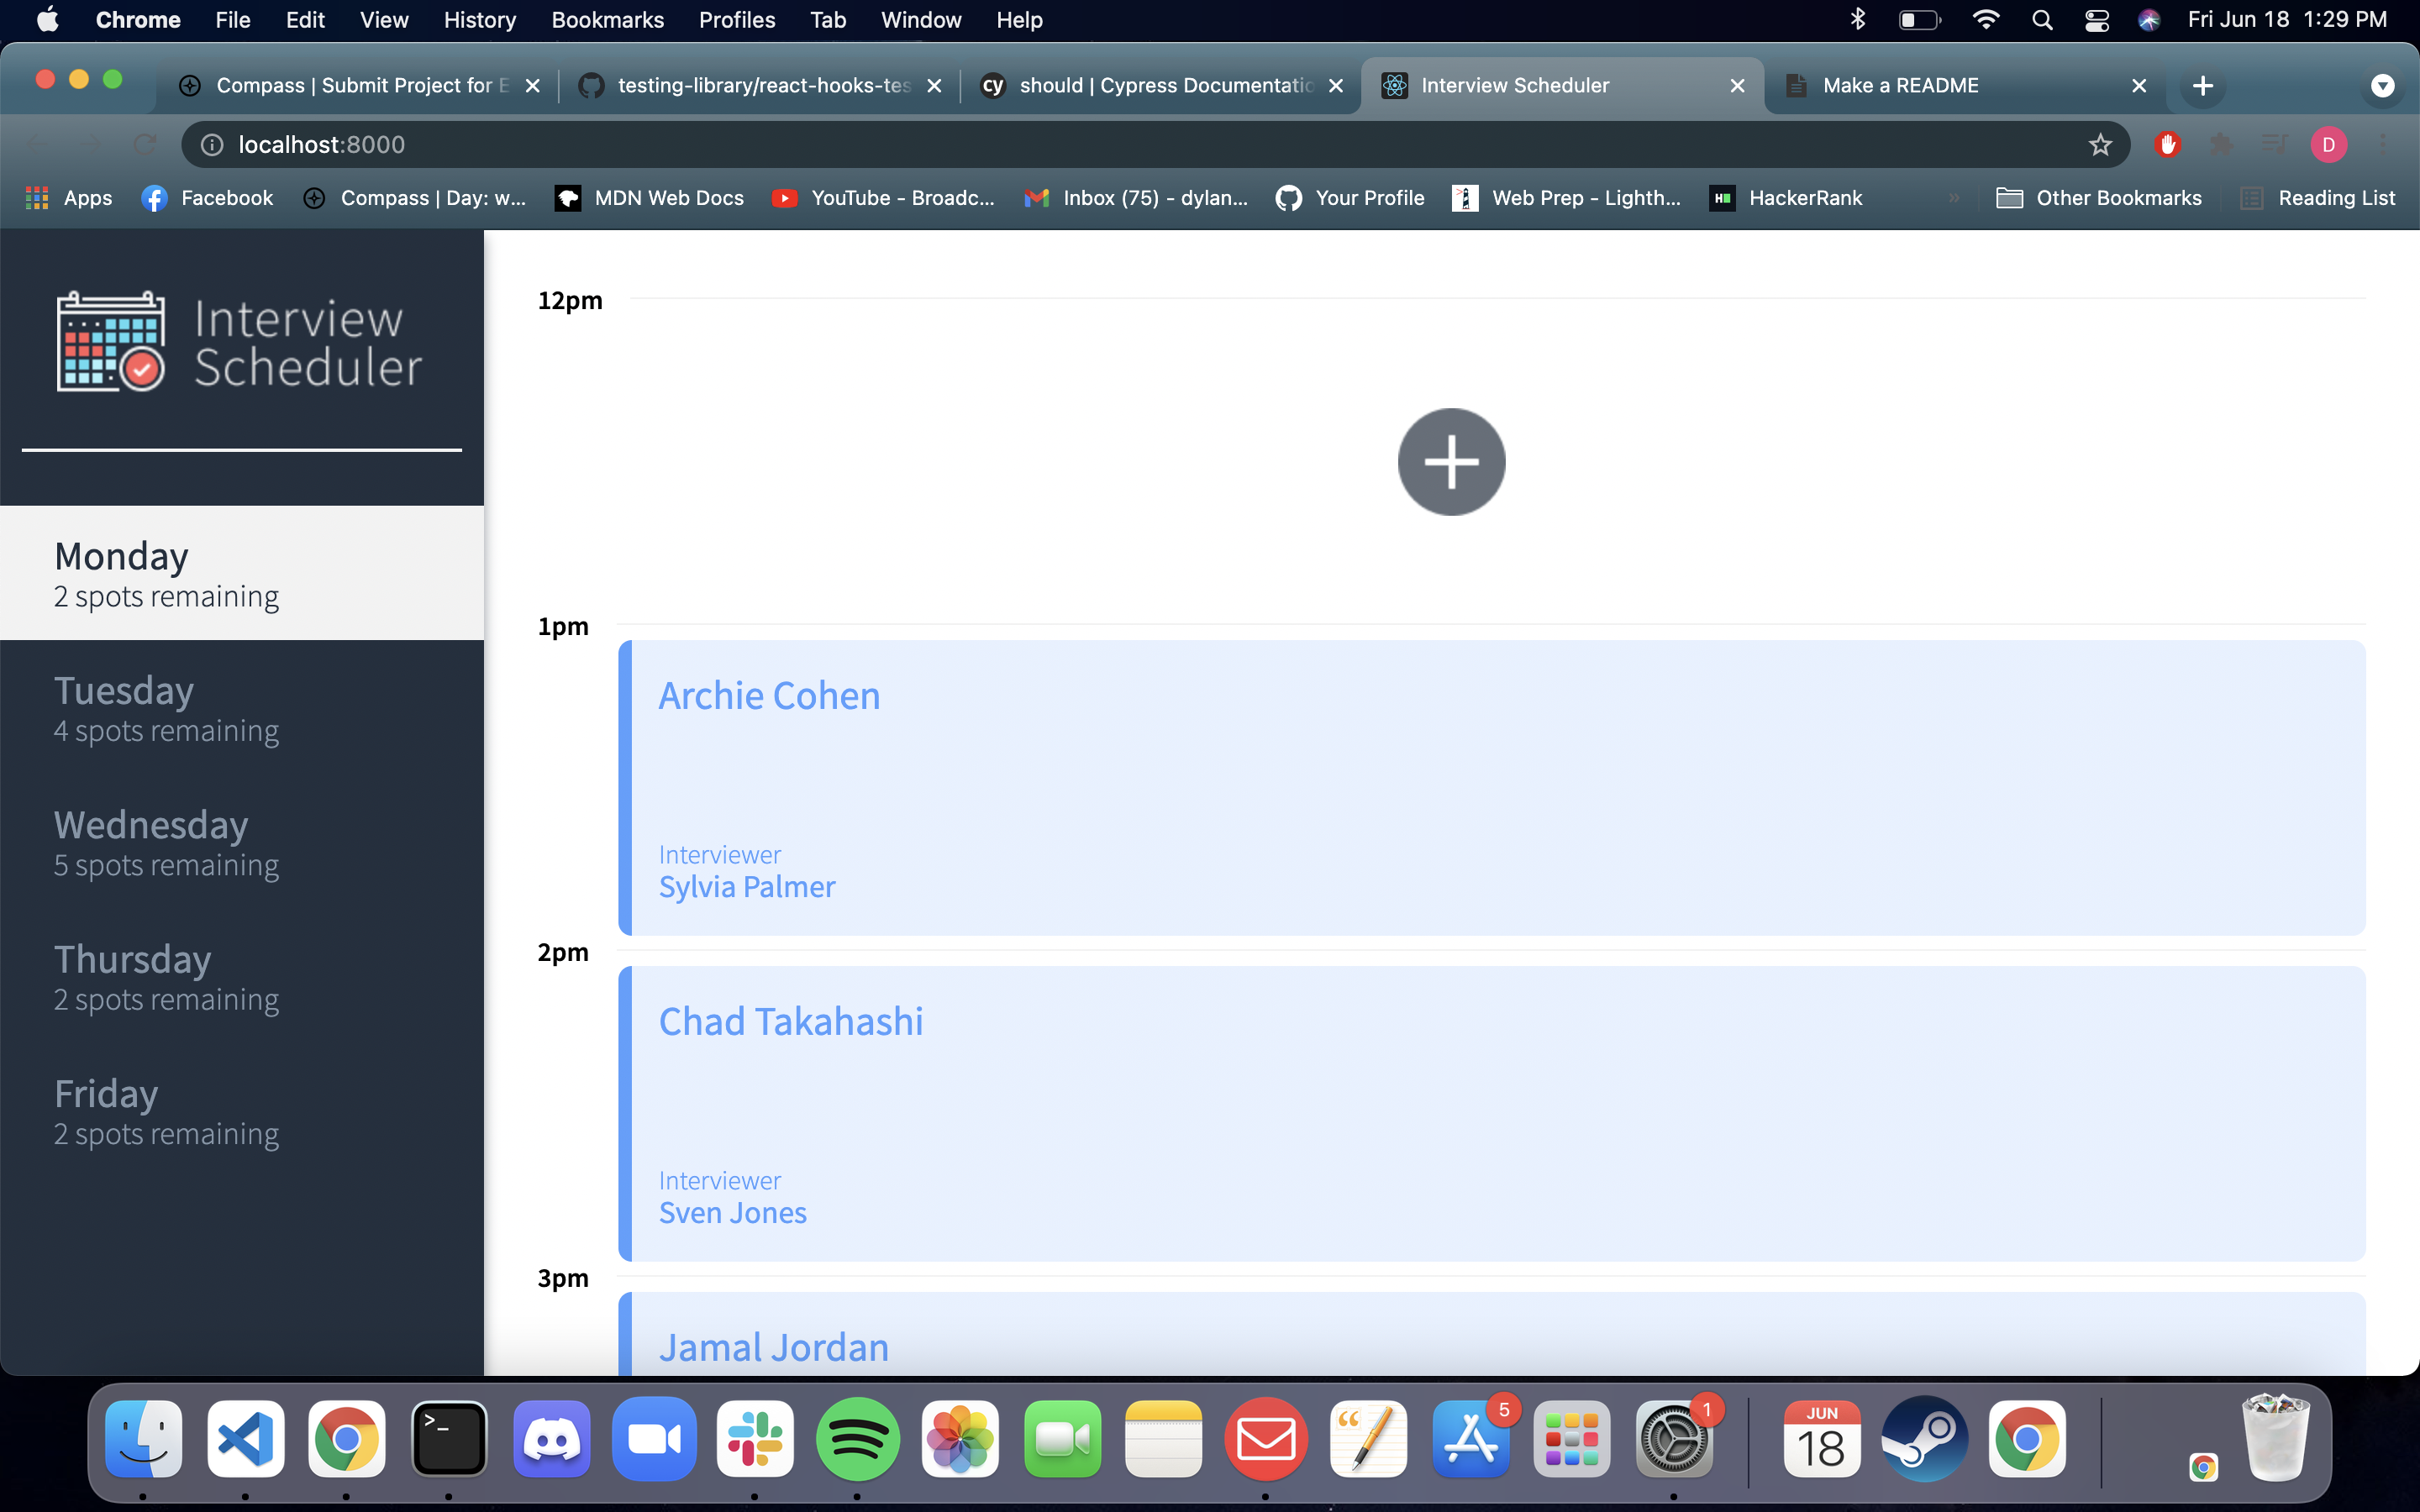 Chrome File Edit View History Bookmarks Profiles Tab Window Help Fri Jun 18 1:29 PM
Compass | Submit Project for E testing-library/react-hooks-tes cy should | Cypress Documentatio Interview Scheduler Make a README
localhost:8000 D
Apps Facebook Compass | Day: w... MDN Web Docs YouTube - Broadc... Inbox (75) - dylan... Your Profile Web Prep - Lighth... HackerRank » Other Bookmarks Reading List
Interview
Scheduler
Monday
2 spots remaining
Tuesday
4 spots remaining
Wednesday
5 spots remaining
Thursday
2 spots remaining
Friday
2 spots remaining
12pm
1pm
Archie Cohen
Interviewer
Sylvia Palmer
2pm
Chad Takahashi
Interviewer
Sven Jones
3pm
Jamal Jordan
5
1
JUN
18